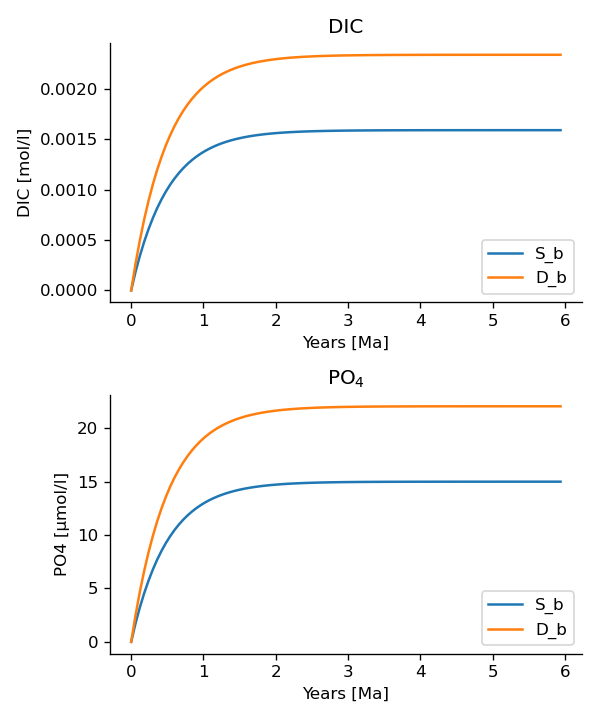 DIC
DIC [mol/l]
0.0020
0.0015
0.0010
0.0005
0.0000
S_b
D_b
0 1 2 3 4 5 6
Years [Ma]
PO₄
PO4 [μmol/l]
20
15
10
5
0
S_b
D_b
0 1 2 3 4 5 6
Years [Ma]